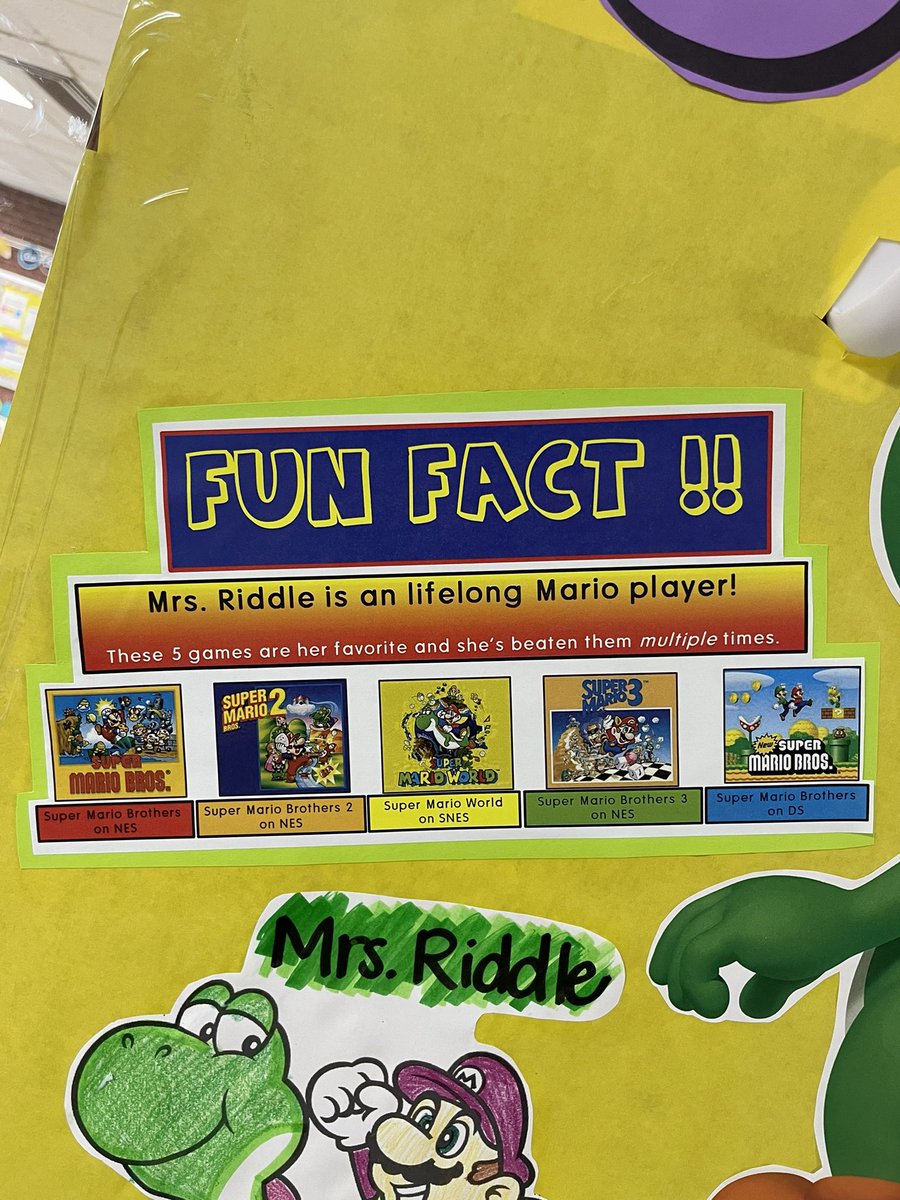 FUN FACT !!
Mrs. Riddle is an lifelong Mario player!
These 5 games are her favorite and she's beaten them multiple times.
SUPER
MARIO BROS.
SUPER
MARIO 2
BROS.
SUPER
MARIO WORLD
SUPER
MARIO 3
BROS.
New SUPER
MARIO BROS.
Super Mario Brothers
on NES
Super Mario Brothers 2
on NES
Super Mario World
on SNES
Super Mario Brothers 3
on NES
Super Mario Brothers
on DS
Mrs. Riddle
M